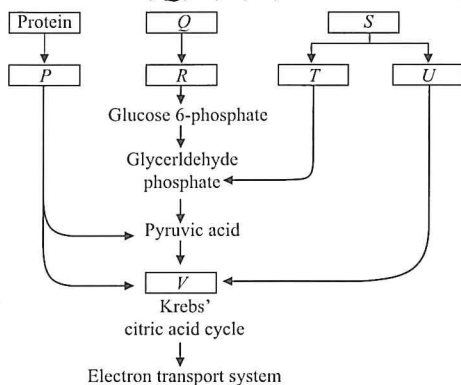 Protein Q S
P R T U
Glucose 6-phosphate
Glycerldehyde
phosphate
Pyruvic acid
V
Krebs'
citric acid cycle
Electron transport system